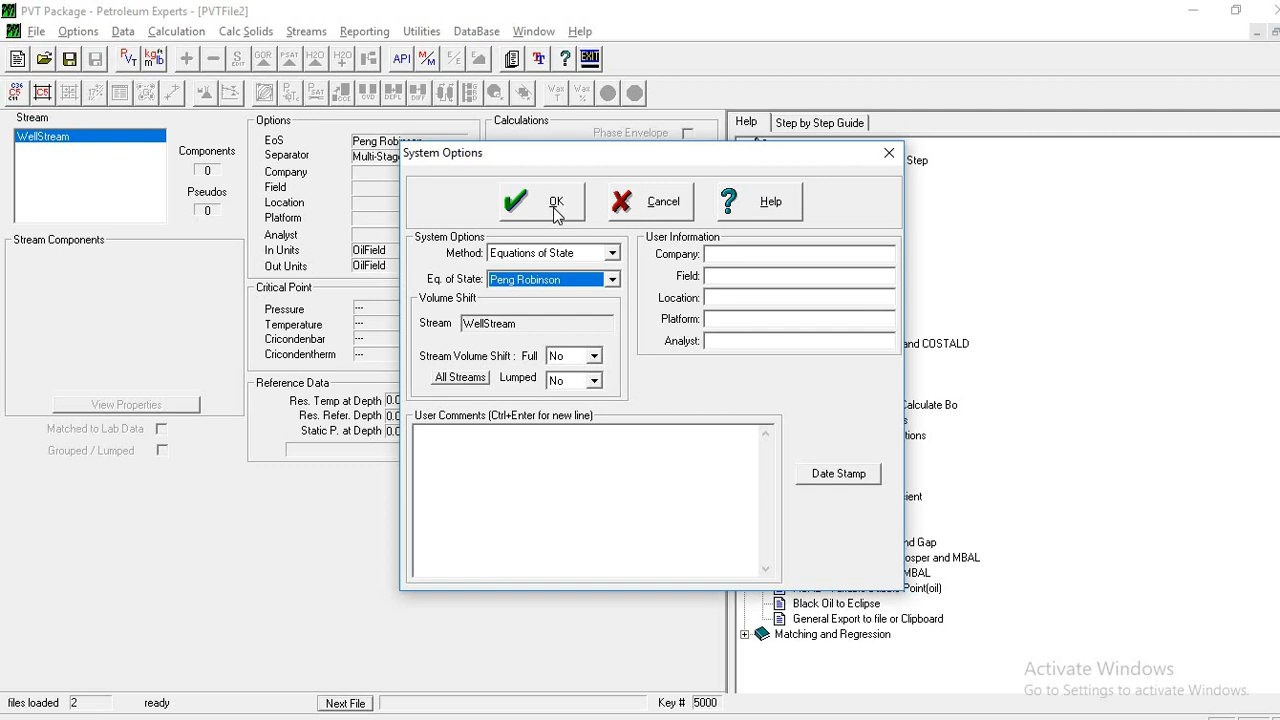 PVT Package - Petroleum Experts - [PVTFile2]
File Options Data Calculation Calc Solids Streams Reporting Utilities DataBase Window Help
EXIT
API
Stream
WellStream
Components
0
Pseudos
0
Stream Components
View Properties
Matched to Lab Data
Grouped / Lumped
Options
EoS Peng
Separator Multi-Stag
Company
Field
Location
Platform
Analyst
In Units OilField
Out Units OilField
Critical Point
Pressure ---
Temperature ---
Cricondenbar ---
Cricondentherm ---
Reference Data
Res. Temp at Depth 0.0
Res. Refer. Depth 0.0
Static P. at Depth 0.0
Calculations
Phase Envelope
System Options
OK Cancel Help
System Options
Method: Equations of State
Eq. of State: Peng Robinson
Volume Shift
Stream WellStream
Stream Volume Shift : Full No
All Streams Lumped No
User Information
Company:
Field:
Location:
Platform:
Analyst:
User Comments (Ctrl+Enter for new line)
Date Stamp
Help Step by Step Guide
Step
and COSTALD
Calculate Bo
nd Gap
MBAL
Black Oil to Eclipse
General Export to file or Clipboard
Matching and Regression
Activate Windows
Go to Settings to activate Windows.
files loaded 2 ready Next File Key # 5000